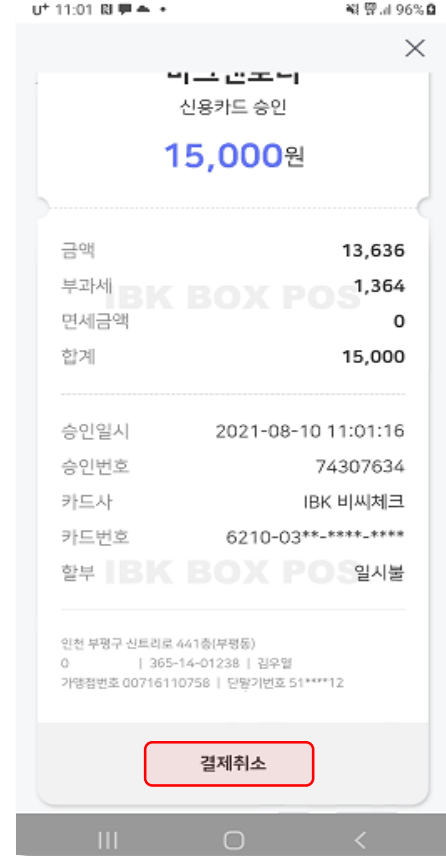 U+ 11:01 96%
신용카드 승인
15,000원
금액 13,636
부과세 1,364
면세금액 0
합계 15,000
IBK BOX POS
승인일시 2021-08-10 11:01:16
승인번호 74307634
카드사 IBK 비씨체크
카드번호 6210-03**-****-****
할부 일시불
IBK BOX POS
인천 부평구 신트리로 441층(부평동)
0 | 365-14-01238 | 김우열
가맹점번호 00716110758 | 단말기번호 51****12
결제취소